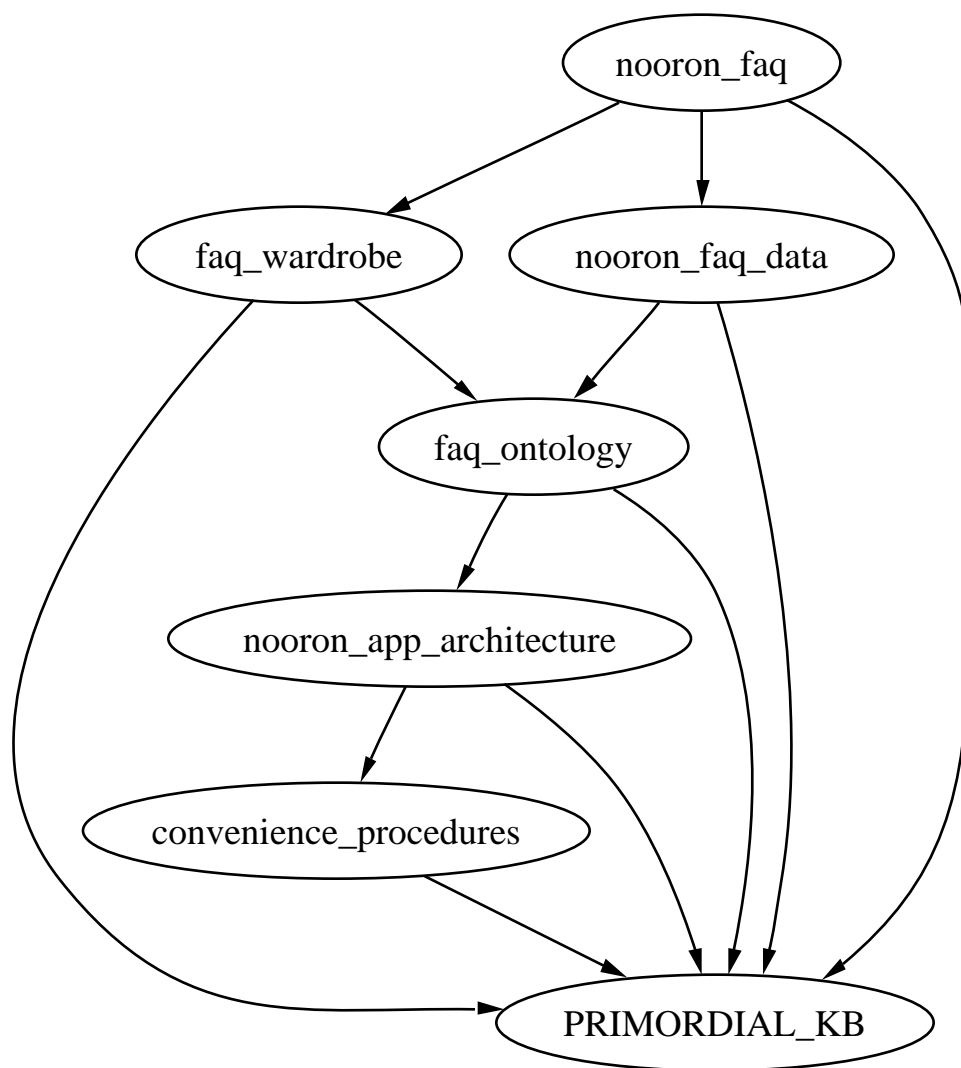 nooron_faq
faq_wardrobe
nooron_faq_data
faq_ontology
nooron_app_architecture
convenience_procedures
PRIMORDIAL_KB